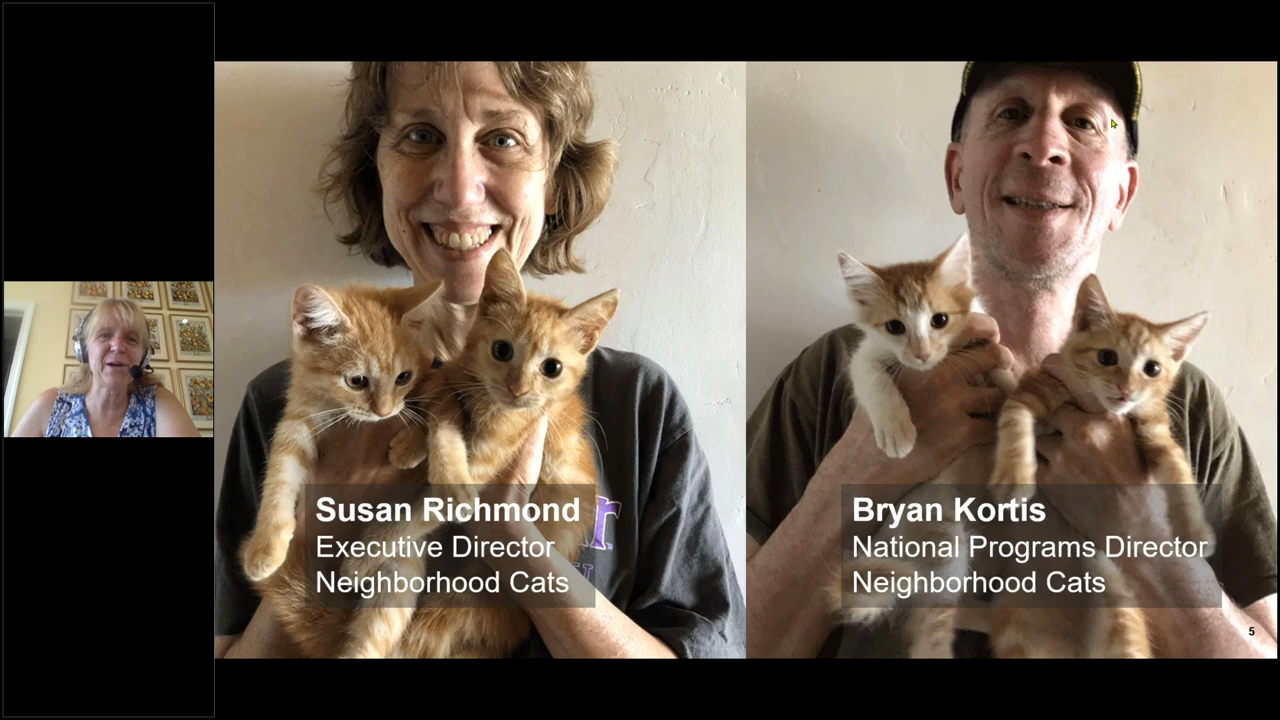 Susan Richmond
Executive Director
Neighborhood Cats
Bryan Kortis
National Programs Director
Neighborhood Cats
5